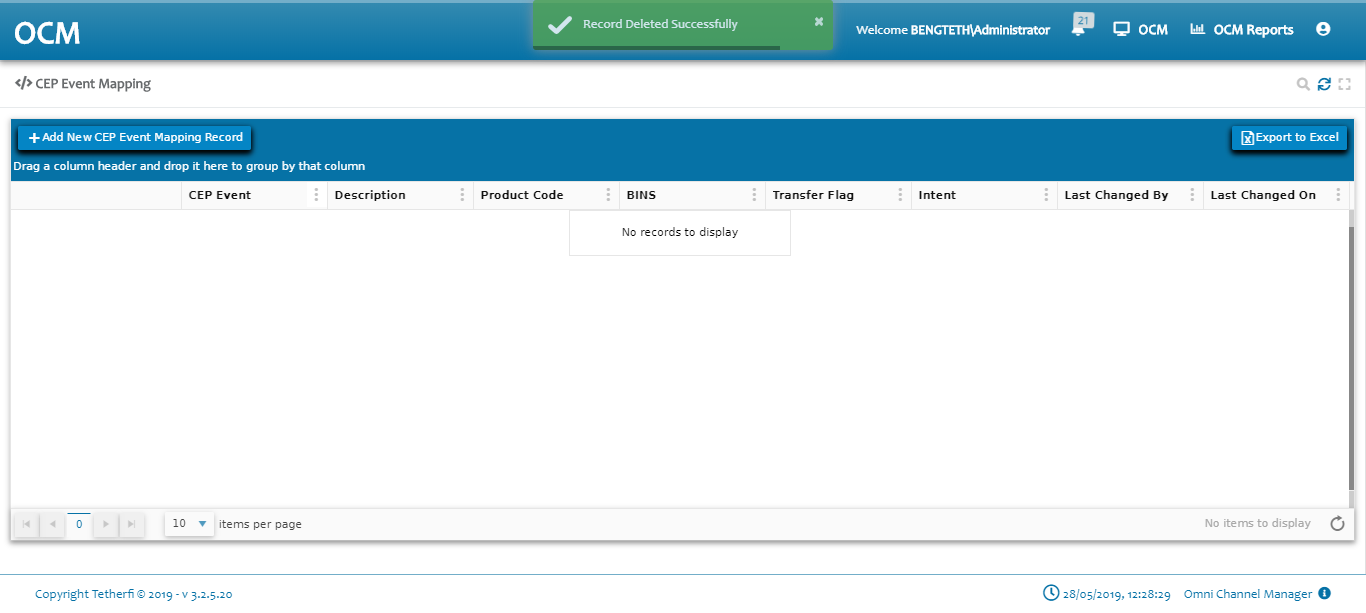 OCM
Record Deleted Successfully
Welcome BENGTETH\Administrator
21
OCM
OCM Reports
</> CEP Event Mapping
Add New CEP Event Mapping Record
Export to Excel
Drag a column header and drop it here to group by that column
CEP Event
Description
Product Code
BINS
Transfer Flag
Intent
Last Changed By
Last Changed On
No records to display
0
10
items per page
No items to display
Copyright Tetherfi © 2019 - v 3.2.5.20
28/05/2019, 12:28:29
Omni Channel Manager